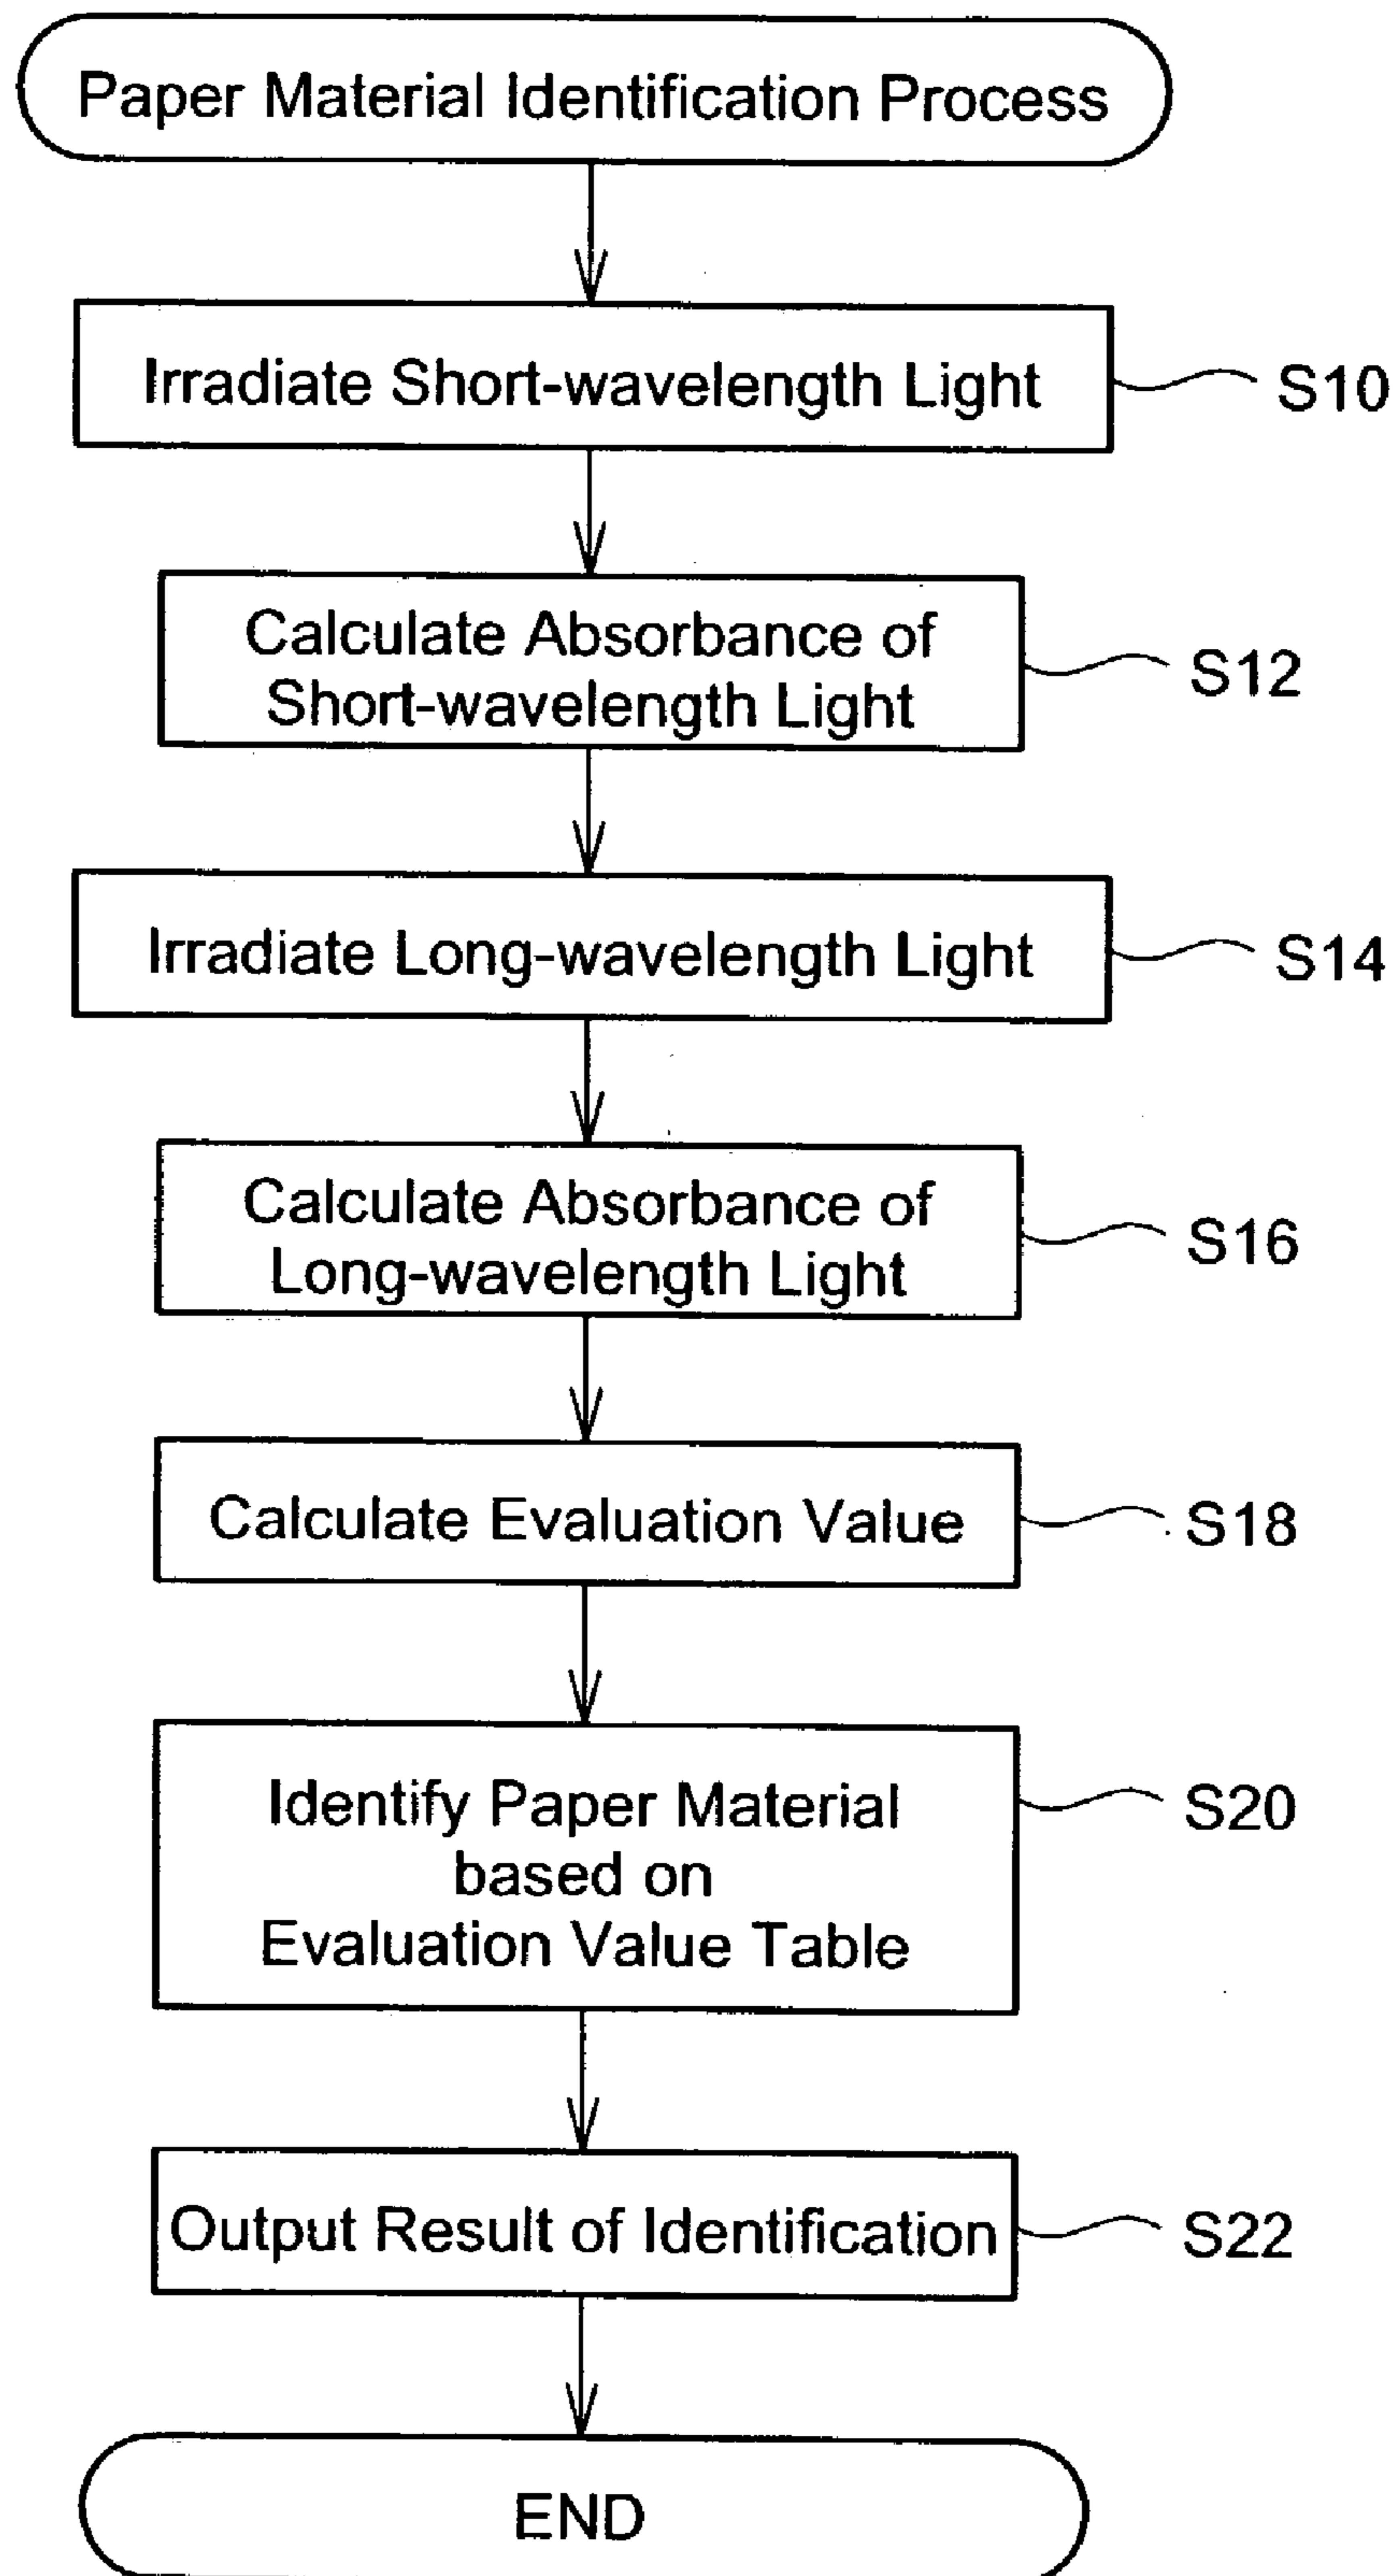 Paper Material Identification Process
Irradiate Short-wavelength Light
S10
Calculate Absorbance of
Short-wavelength Light
S12
Irradiate Long-wavelength Light
S14
Calculate Absorbance of
Long-wavelength Light
S16
Calculate Evaluation Value
S18
Identify Paper Material
based on
Evaluation Value Table
S20
Output Result of Identification
S22
END